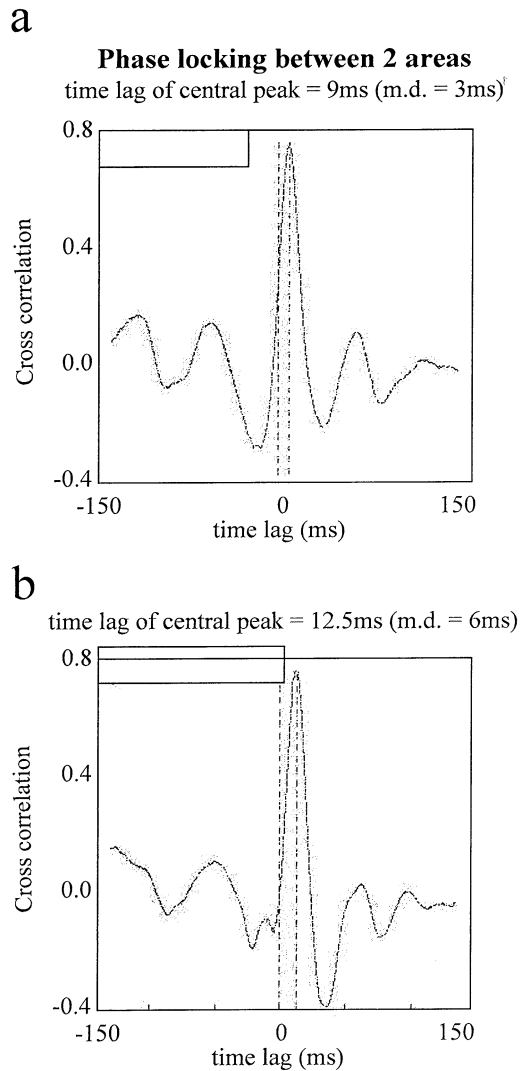 a
Phase locking between 2 areas
time lag of central peak = 9ms (m.d. = 3ms)
0.8
0.4
0.0
-0.4
Cross correlation
-150
0
150
time lag (ms)
b
time lag of central peak = 12.5ms (m.d. = 6ms)
0.8
0.4
0.0
-0.4
Cross correlation
-150
0
150
time lag (ms)